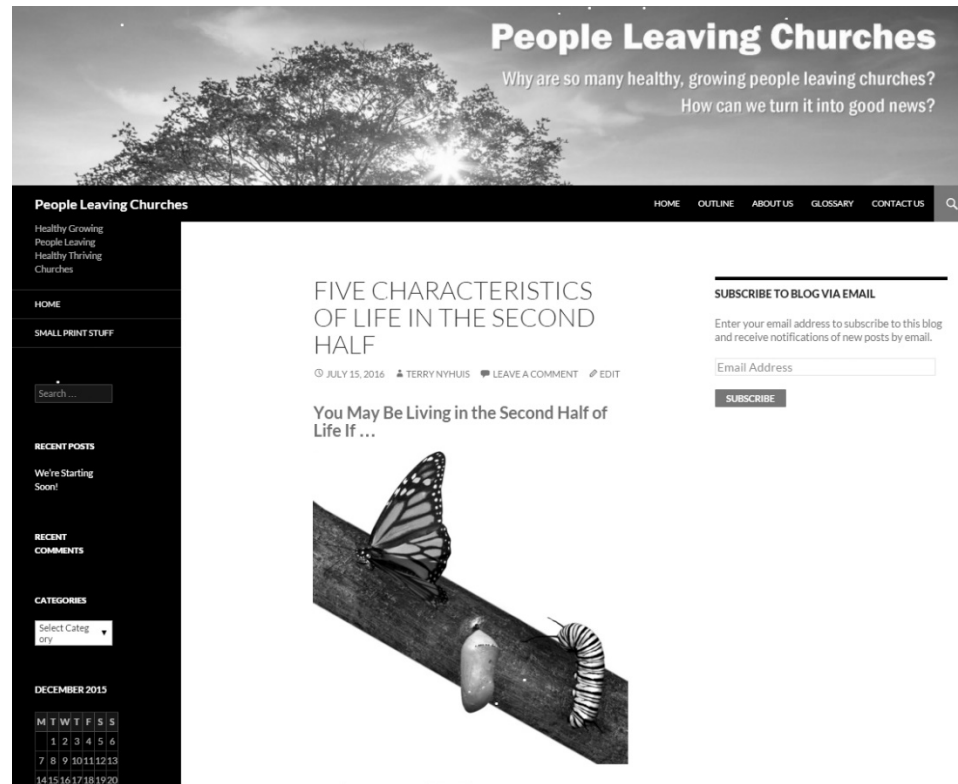 People Leaving Churches
Why are so many healthy, growing people leaving churches?
How can we turn it into good news?
People Leaving Churches
HOME OUTLINE ABOUT US GLOSSARY CONTACT US
Healthy Growing
People Leaving
Healthy Thriving
Churches
HOME
SMALL PRINT STUFF
Search ...
RECENT POSTS
We're Starting
Soon!
RECENT
COMMENTS
CATEGORIES
Select Categ
ory
DECEMBER 2015
M T W T F S S
1 2 3 4 5 6
7 8 9 10 11 12 13
14 15 16 17 18 19 20
FIVE CHARACTERISTICS
OF LIFE IN THE SECOND
HALF
JULY 15, 2016 TERRY NYHUIS LEAVE A COMMENT EDIT
You May Be Living in the Second Half of
Life If …
SUBSCRIBE TO BLOG VIA EMAIL
Enter your email address to subscribe to this blog
and receive notifications of new posts by email.
Email Address
SUBSCRIBE